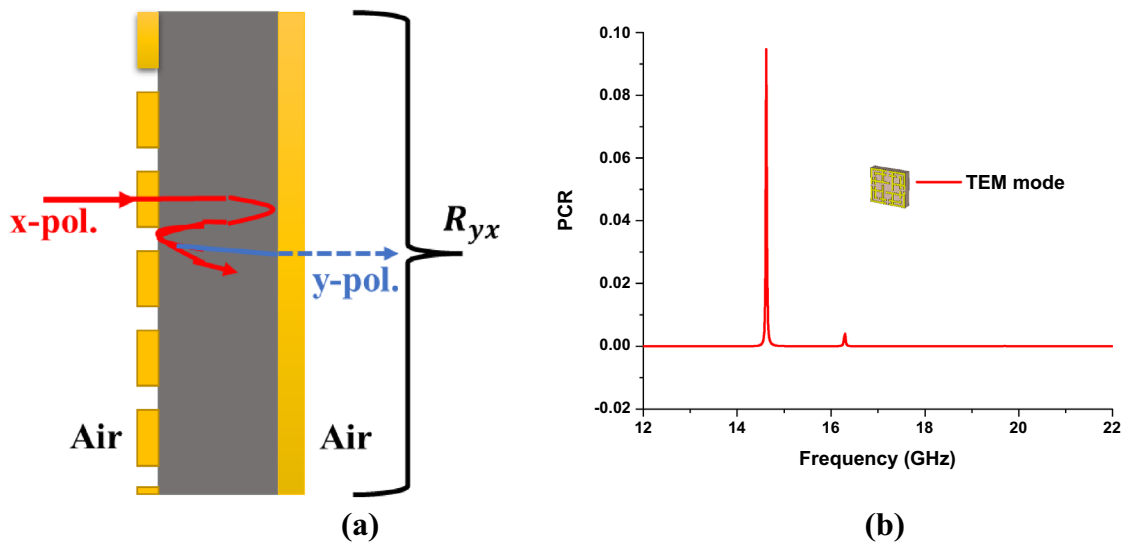 x-pol.
R_yx
y-pol.
Air
Air
(a)
0.10
0.08
0.06
0.04
0.02
0.00
-0.02
PCR
TEM mode
12
14
16
18
20
22
Frequency (GHz)
(b)